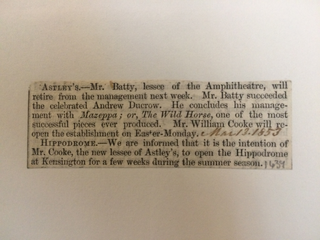 ASTLEY'S.—Mr. Batty, lessee of the Amphitheatre, will
retire from the management next week. Mr. Batty succeeded
the celebrated Andrew Ducrow. He concludes his manage-
ment with Mazeppa; or, The Wild Horse, one of the most
successful pieces ever produced. Mr. William Cooke will re-
open the establishment on Easter-Monday. Mar 13. 1853
HIPPODROME.—We are informed that it is the intention of
Mr. Cooke, the new lessee of Astley's, to open the Hippodrome
at Kensington for a few weeks during the summer season.